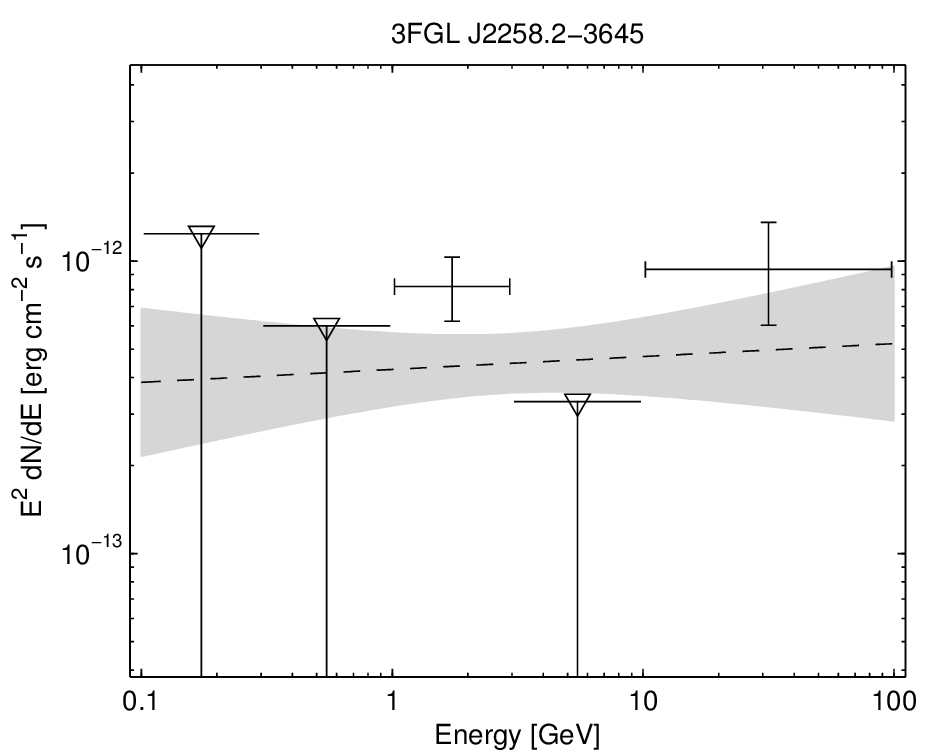 3FGL J2258.2−3645
E² dN/dE [erg cm⁻² s⁻¹]
10⁻¹²
10⁻¹³
0.1 1 10 100
Energy [GeV]